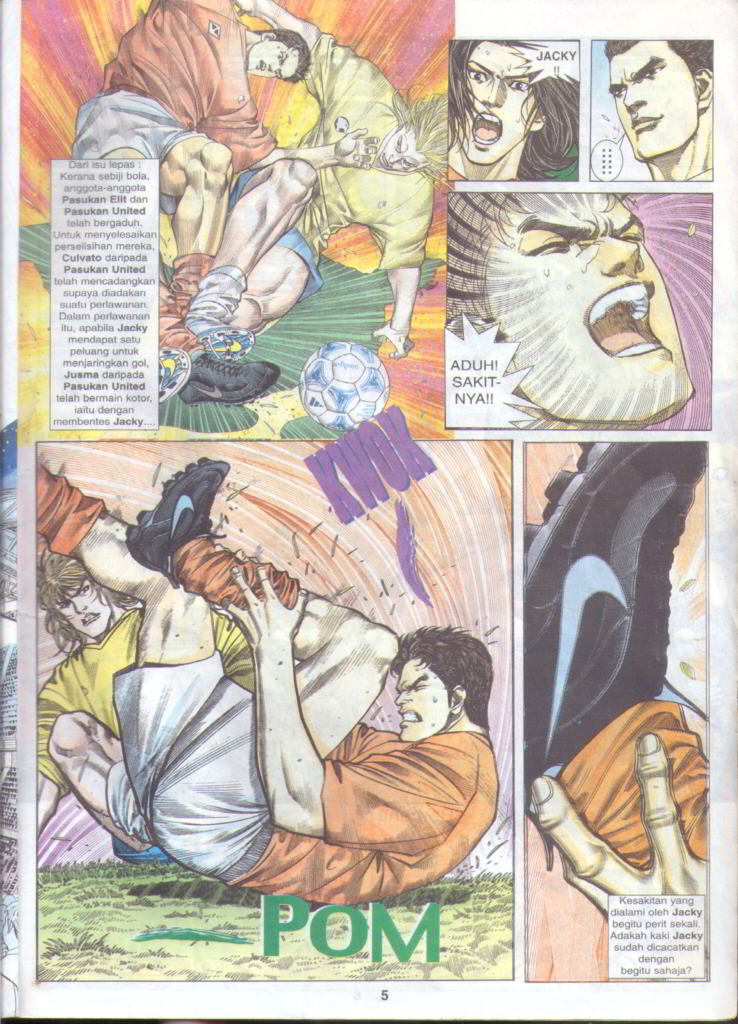 Dari isu lepas :
Kerana sebiji bola,
anggota-anggota
Pasukan Elit dan
Pasukan United
telah bergaduh.
Untuk menyelesaikan
perselisihan mereka,
Culvato daripada
Pasukan United
telah mencadangkan
supaya diadakan
suatu perlawanan.
Dalam perlawanan
itu, apabila Jacky
mendapat satu
peluang untuk
menjaringkan gol,
Jusma daripada
Pasukan United
telah bermain kotor,
iaitu dengan
membentes Jacky....
JACKY
!!
ADUH!
SAKIT-
NYA!!
KWOK
POM
Kesakitan yang
dialami oleh Jacky
begitu perit sekali.
Adakah kaki Jacky
sudah dicacatkan
dengan
begitu sahaja?
5